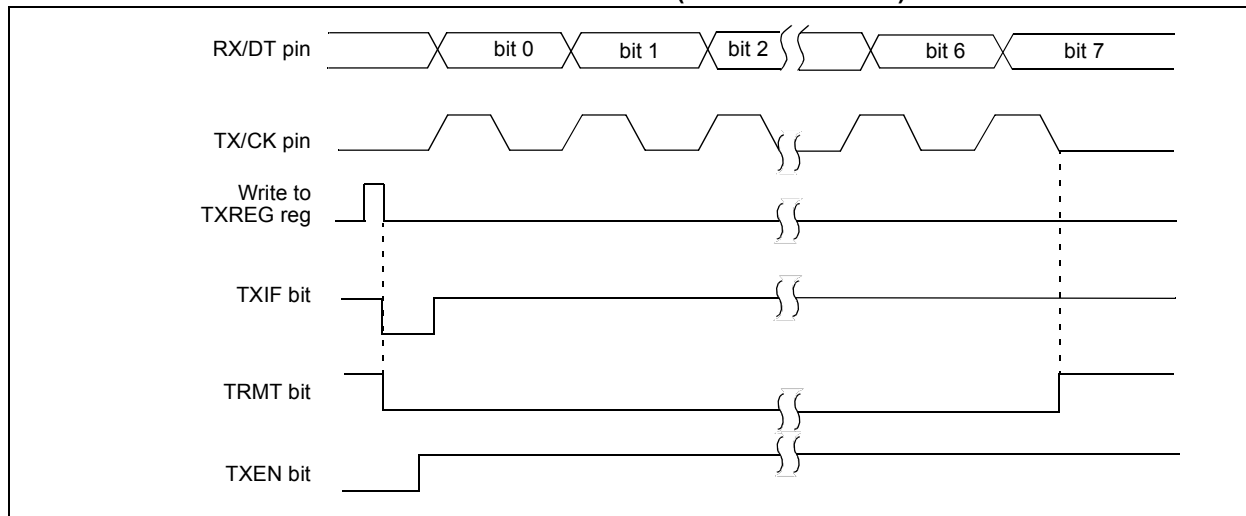 RX/DT pin
bit 0
bit 1
bit 2
bit 6
bit 7
TX/CK pin
Write to
TXREG reg
TXIF bit
TRMT bit
TXEN bit